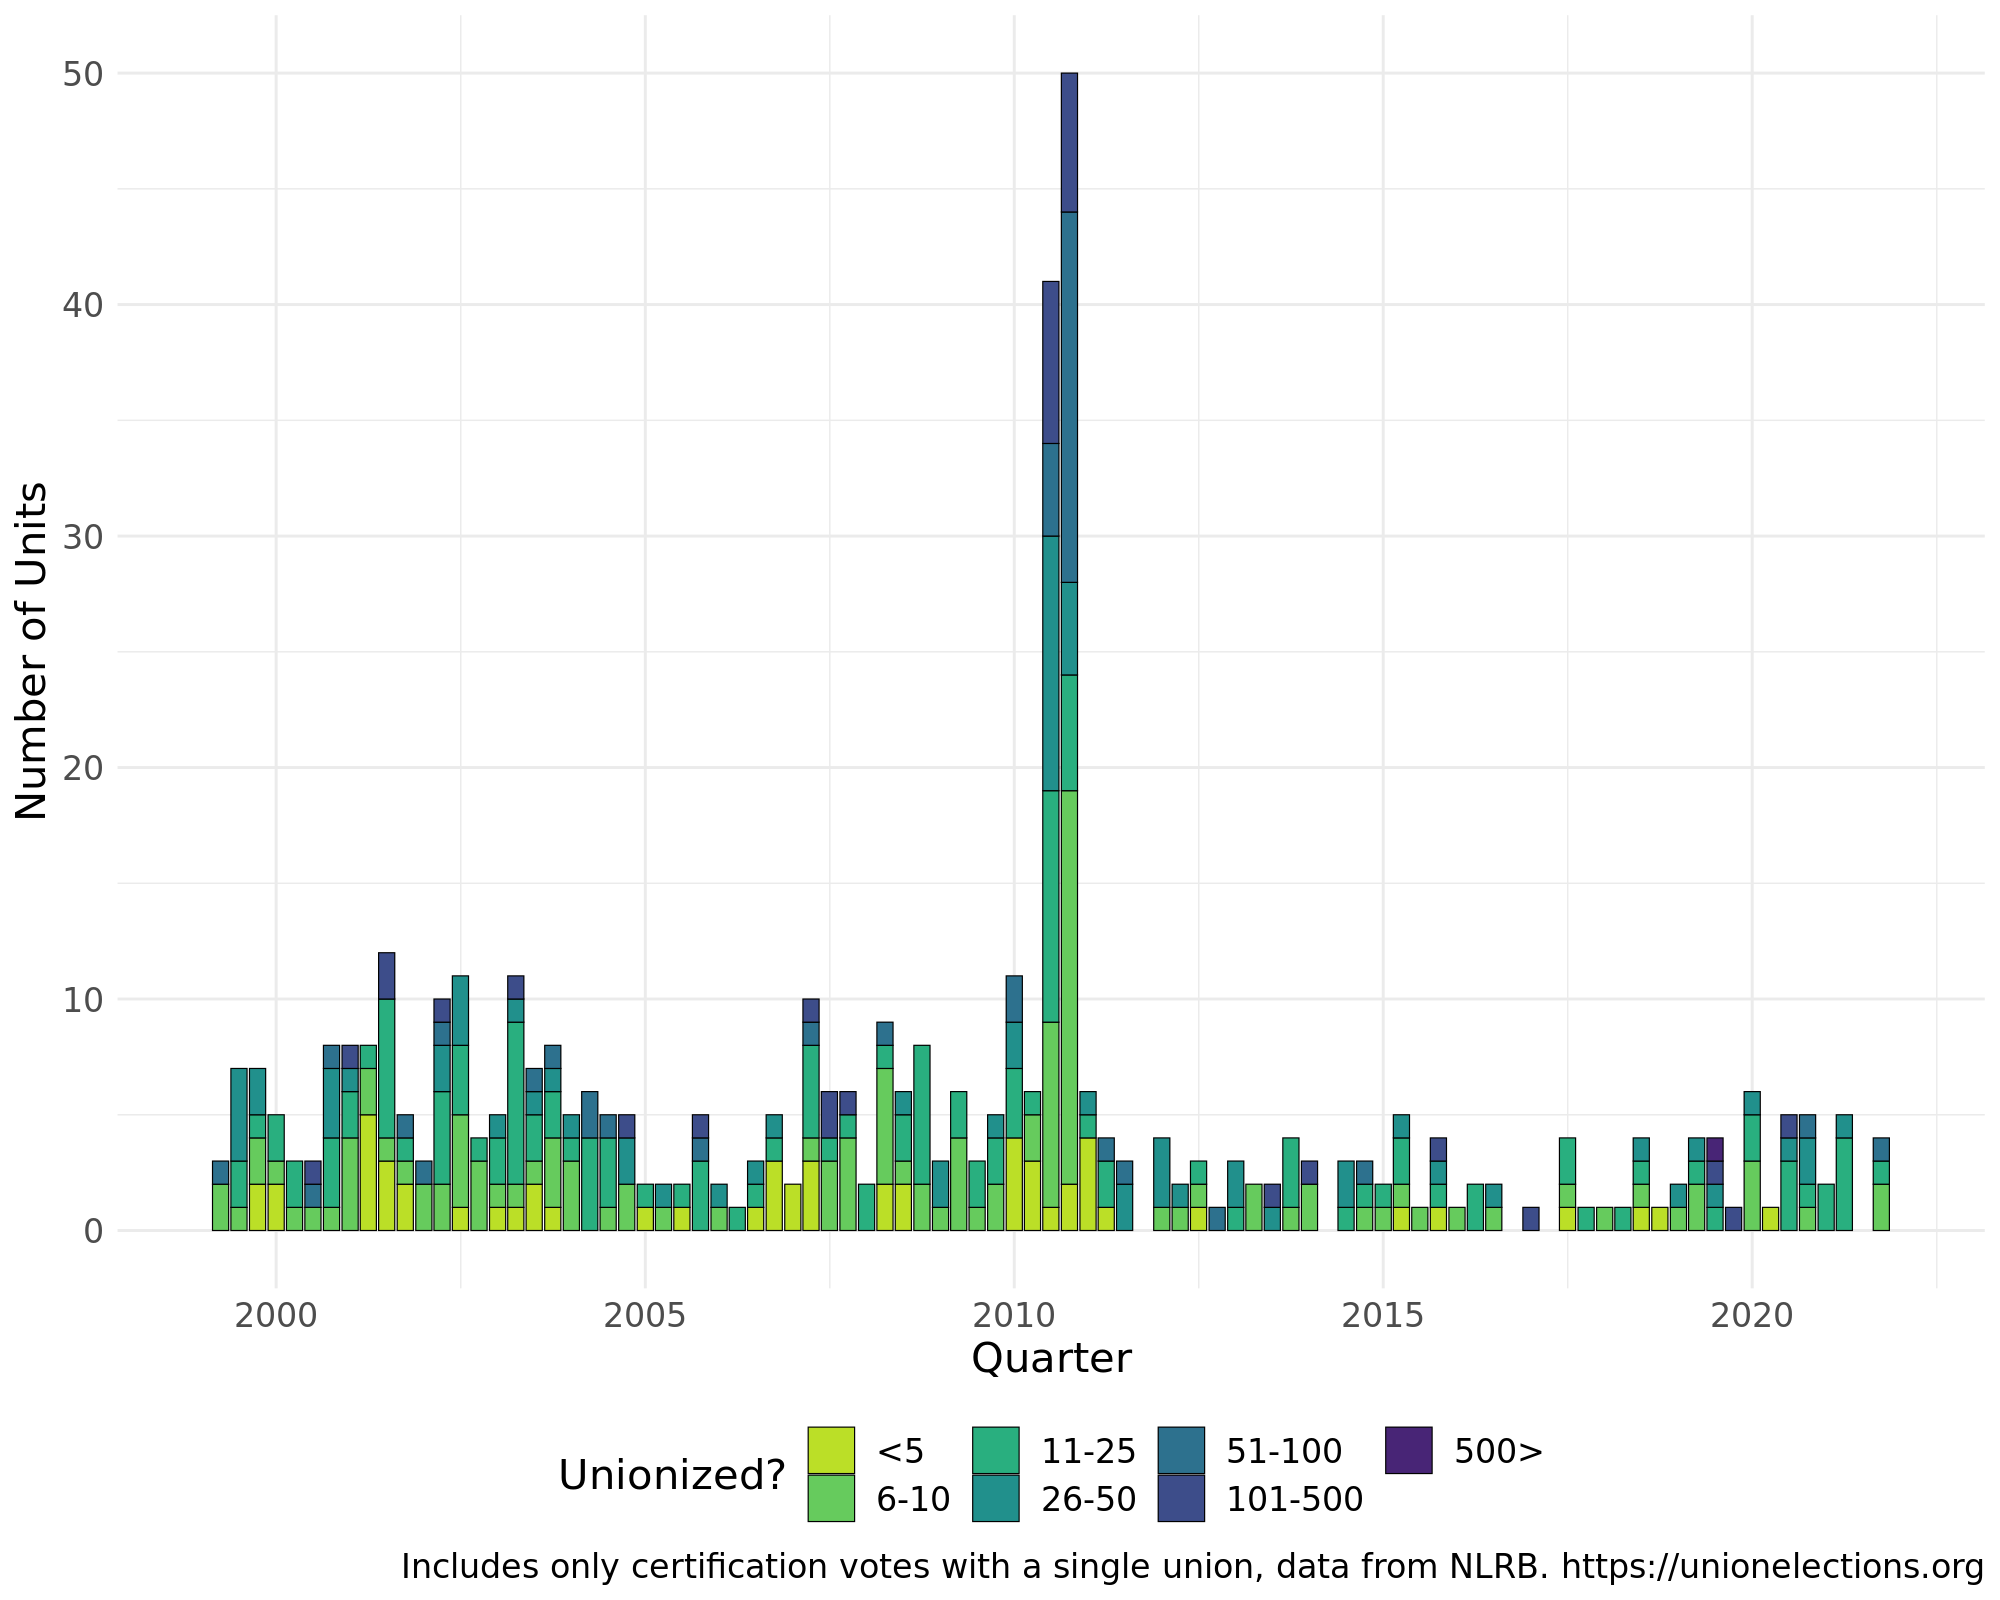 50
40
30
20
10
0
Number of Units
2000 2005 2010 2015 2020
Quarter
Unionized?
<5 11-25 51-100 500>
6-10 26-50 101-500
Includes only certification votes with a single union, data from NLRB. https://unionelections.org